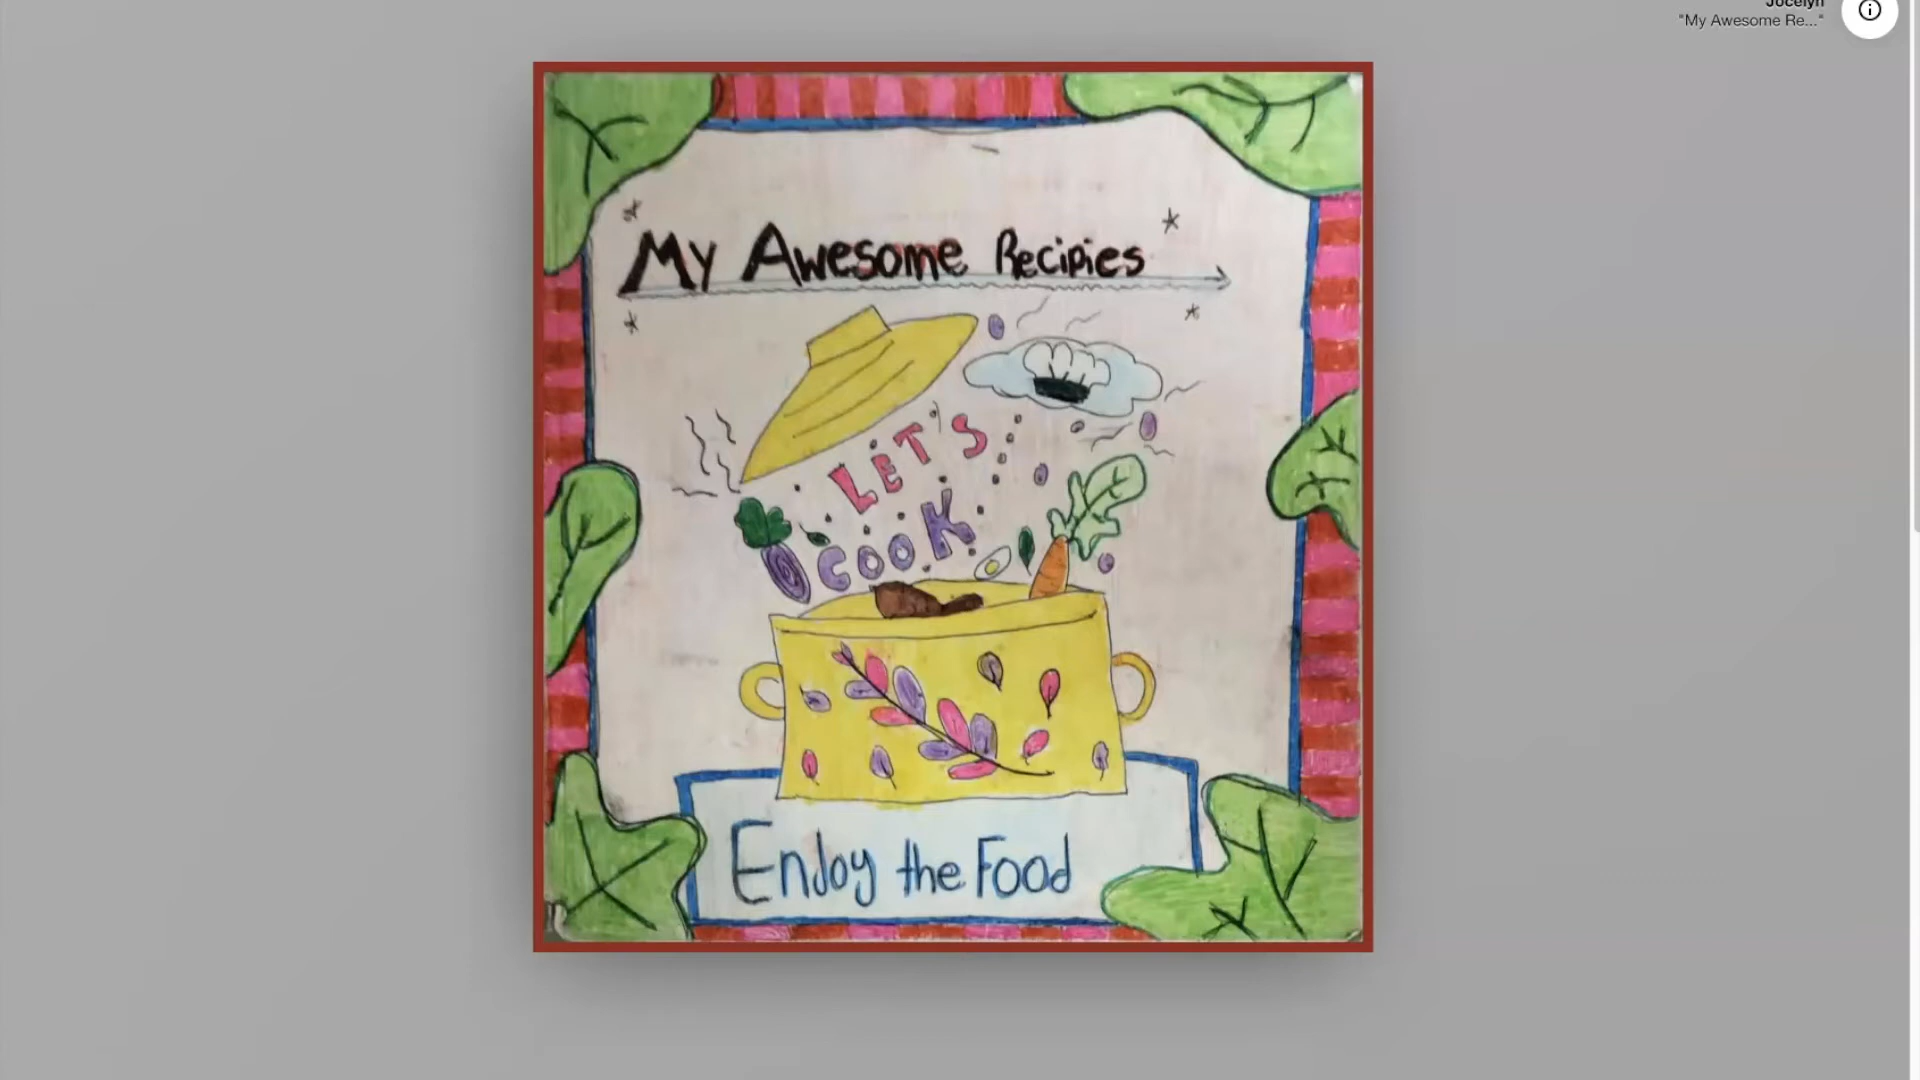 Jocelyn
"My Awesome Re..."
My Awesome Recipies
LET'S
COOK
Enjoy the Food